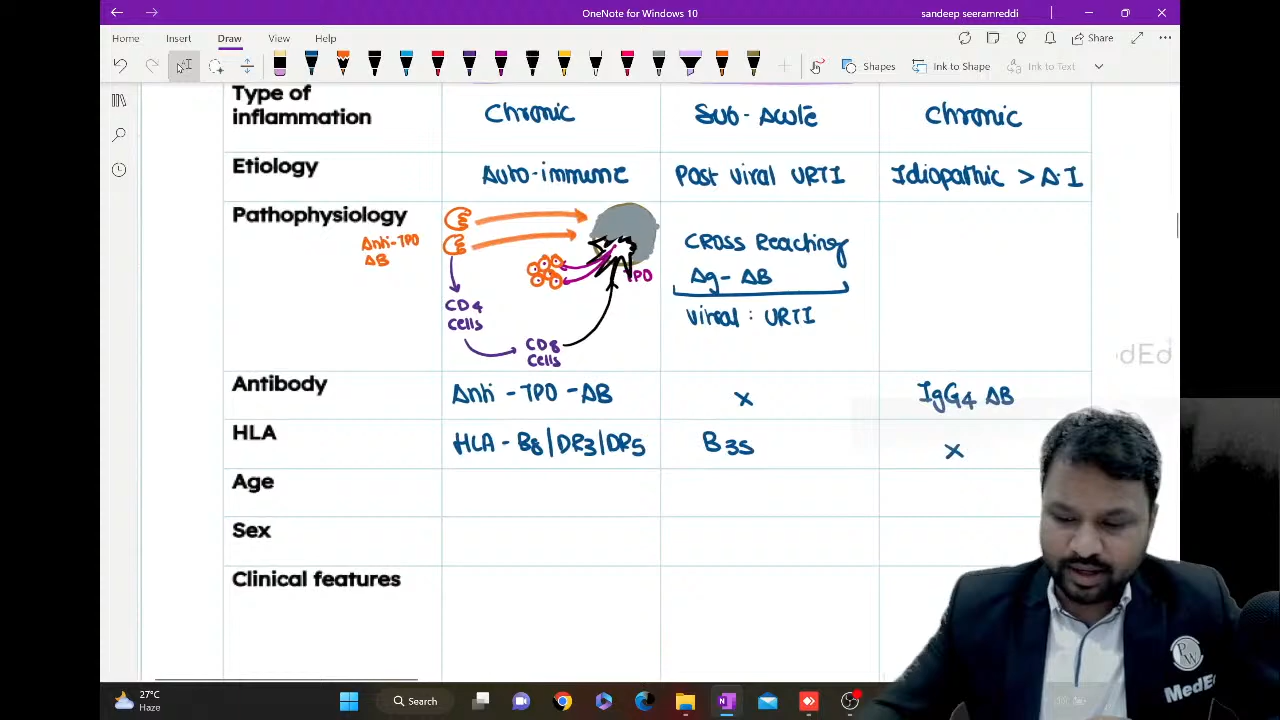 OneNote for Windows 10
sandeep seeramreddi
Home Insert Draw View Help
Share
Shapes
Ink to Shape
Ink to Text
Type of inflammation Chronic Sub-Acute Chronic
Etiology Auto-immune Post viral URTI Idiopathic > A.I
Pathophysiology
Anti-TPO
AB
CD4
cells
CD8
cells
TPO
CROSS Reacting
Ag-AB
Viral : URTI
dEd
Antibody Anti-TPO-AB x IgG4 AB
HLA HLA-B8/DR3/DR5 B35 x
Age
Sex
Clinical features
PW
MedEd
27°C
Haze
Search